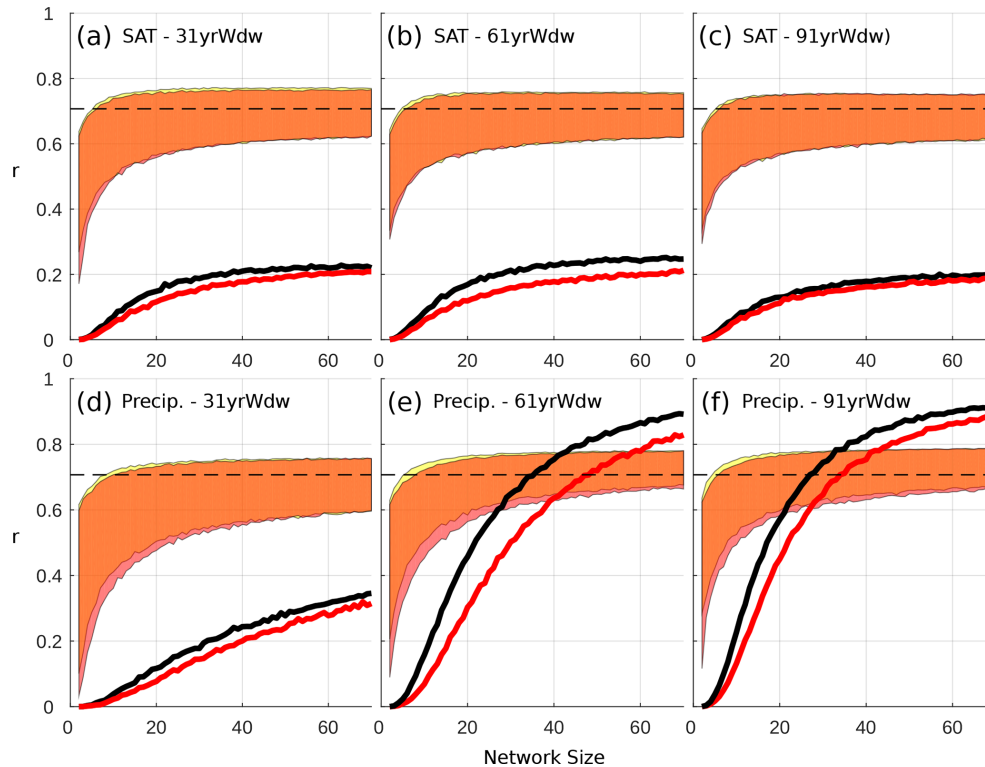 1
(a) SAT - 31yrWdw
(b) SAT - 61yrWdw
(c) SAT - 91yrWdw)
0.8
0.6
r
0.4
0.2
0
0 20 40 60 0 20 40 60 0 20 40 60
1
(d) Precip. - 31yrWdw
(e) Precip. - 61yrWdw
(f) Precip. - 91yrWdw
0.8
0.6
r
0.4
0.2
0
0 20 40 60 0 20 40 60 0 20 40 60
Network Size